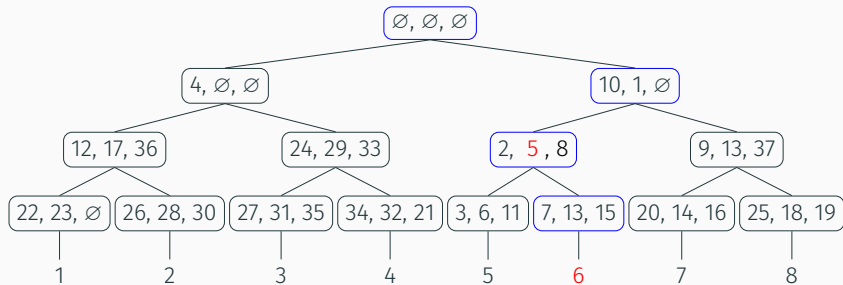 ∅, ∅, ∅
4, ∅, ∅ 10, 1, ∅
12, 17, 36 24, 29, 33 2, 5 , 8 9, 13, 37
22, 23, ∅ 26, 28, 30 27, 31, 35 34, 32, 21 3, 6, 11 7, 13, 15 20, 14, 16 25, 18, 19
1 2 3 4 5 6 7 8